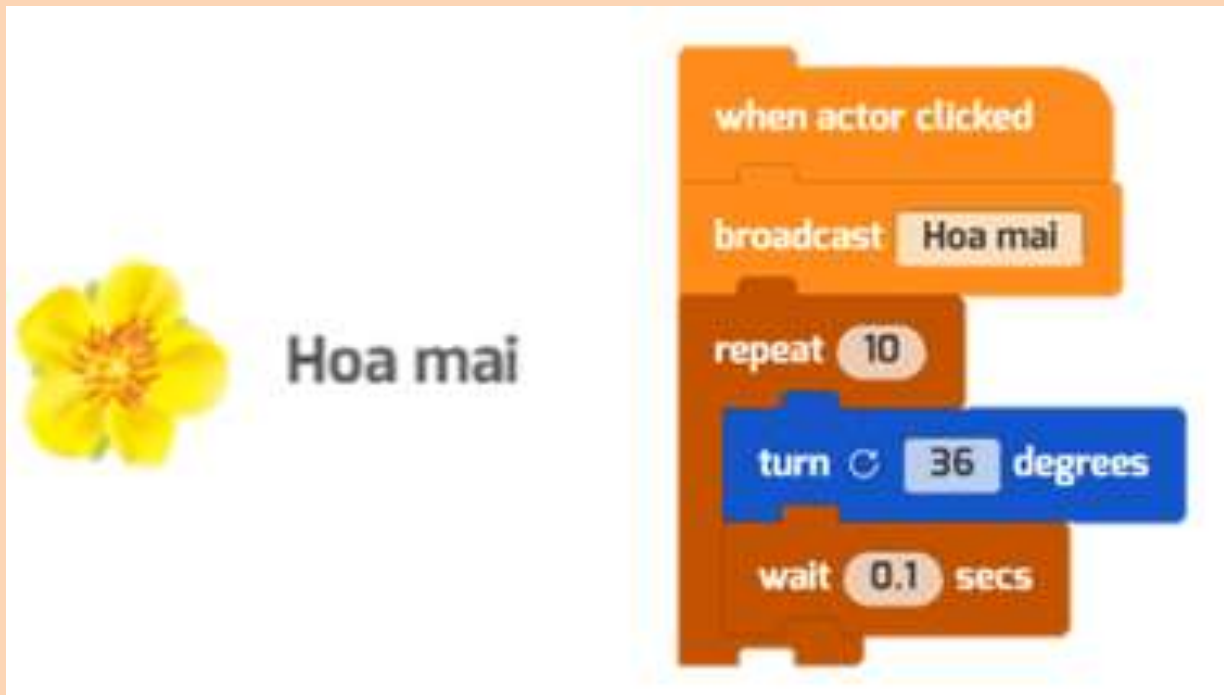 Hoa mai
when actor clicked
broadcast Hoa mai
repeat 10
turn 36 degrees
wait 0.1 secs